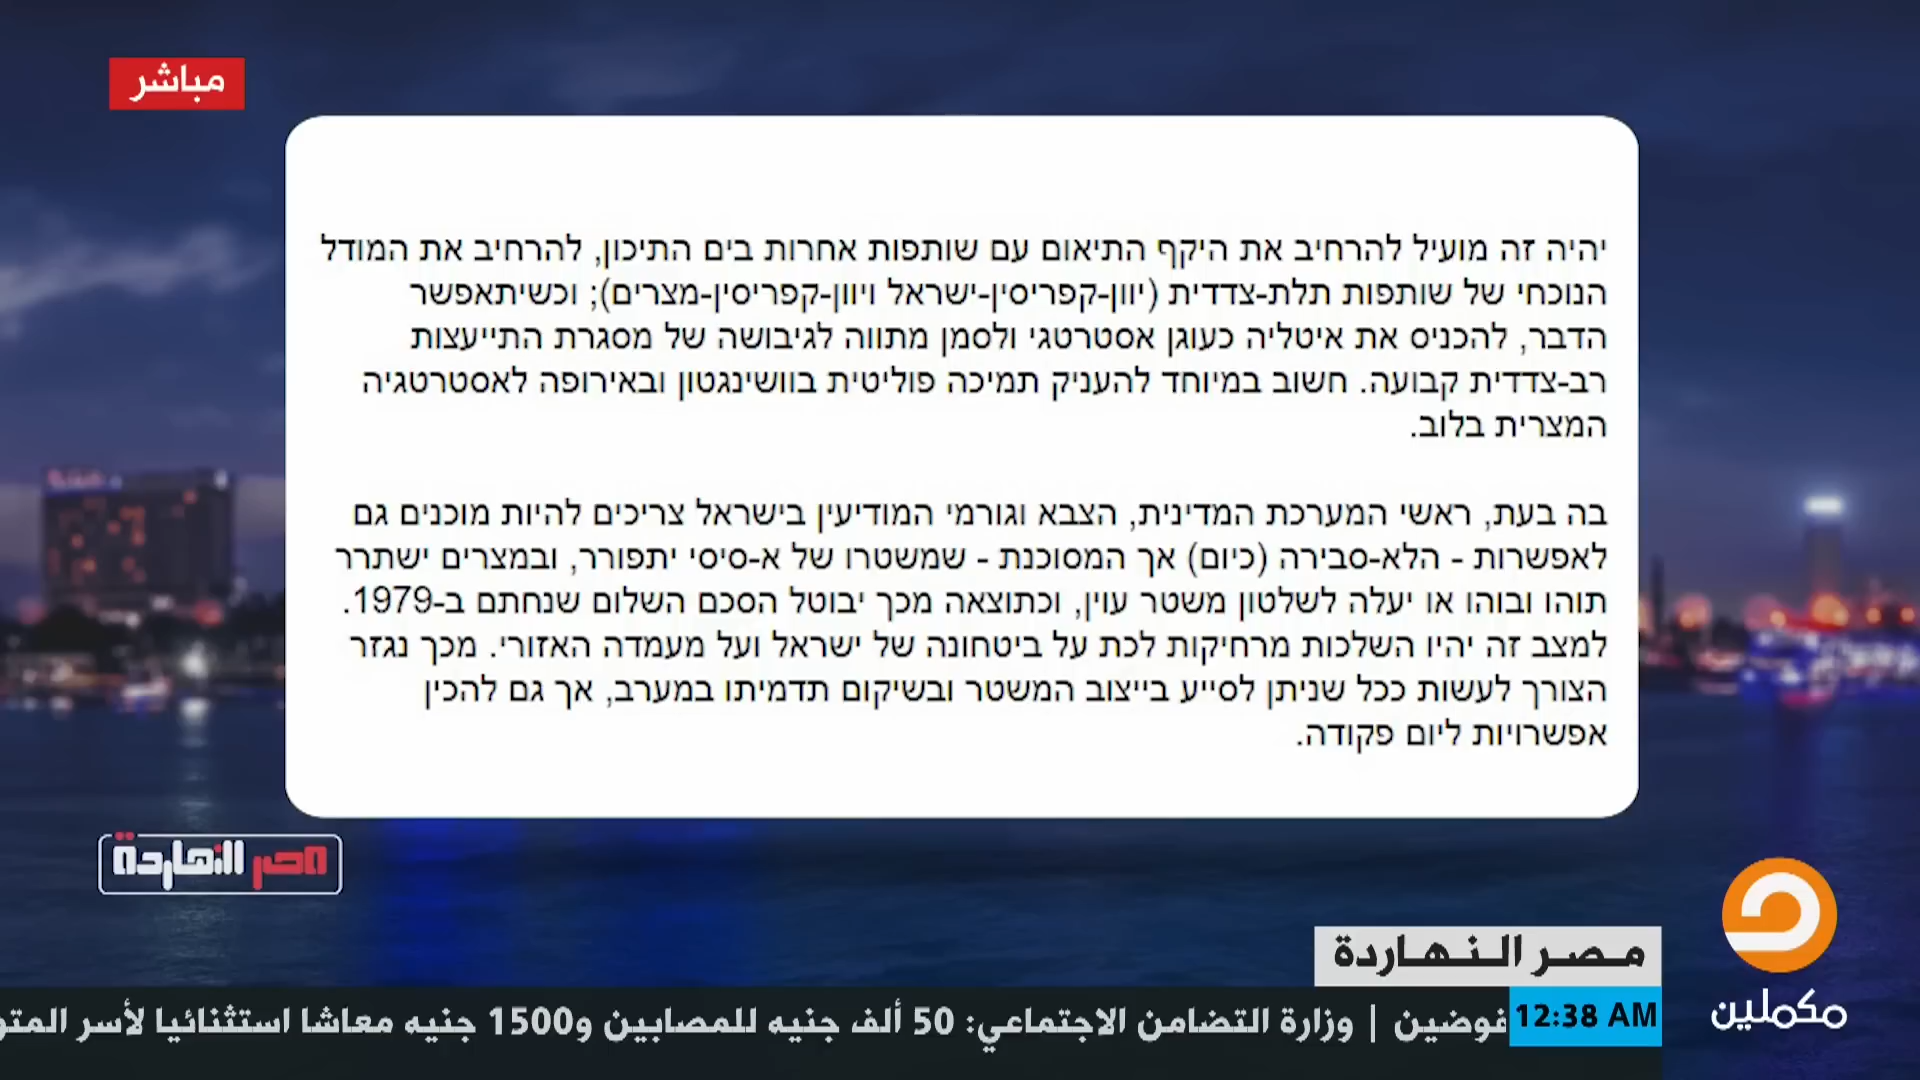 مباشر
יהיה זה מועיל להרחיב את היקף התיאום עם שותפות אחרות בים התיכון, להרחיב את המודל
הנוכחי של שותפות תלת-צדדית (יוון-קפריסין-ישראל ויוון-קפריסין-מצרים); וכשיתאפשר
הדבר, להכניס את איטליה כעוגן אסטרטגי ולסמן מתווה לגיבושה של מסגרת התייעצות
רב-צדדית קבועה. חשוב במיוחד להעניק תמיכה פוליטית בוושינגטון ובאירופה לאסטרטגיה
המצרית בלוב.
בה בעת, ראשי המערכת המדינית, הצבא וגורמי המודיעין בישראל צריכים להיות מוכנים גם
לאפשרות - הלא-סבירה (כיום) אך המסוכנת - שמשטרו של א-סיסי יתפורר, ובמצרים ישתרר
תוהו ובוהו או יעלה לשלטון משטר עוין, וכתוצאה מכך יבוטל הסכם השלום שנחתם ב-1979.
למצב זה יהיו השלכות מרחיקות לכת על ביטחונה של ישראל ועל מעמדה האזורי. מכך נגזר
הצורך לעשות ככל שניתן לסייע בייצוב המשטר ובשיקום תדמיתו במערב, אך גם להכין
אפשרויות ליום פקודה.
مصر النهاردة
مصر النهاردة
مكملين
12:38 AM
فوضين | وزارة التضامن الاجتماعي: 50 ألف جنيه للمصابين و1500 جنيه معاشا استثنائيا لأسر المتو